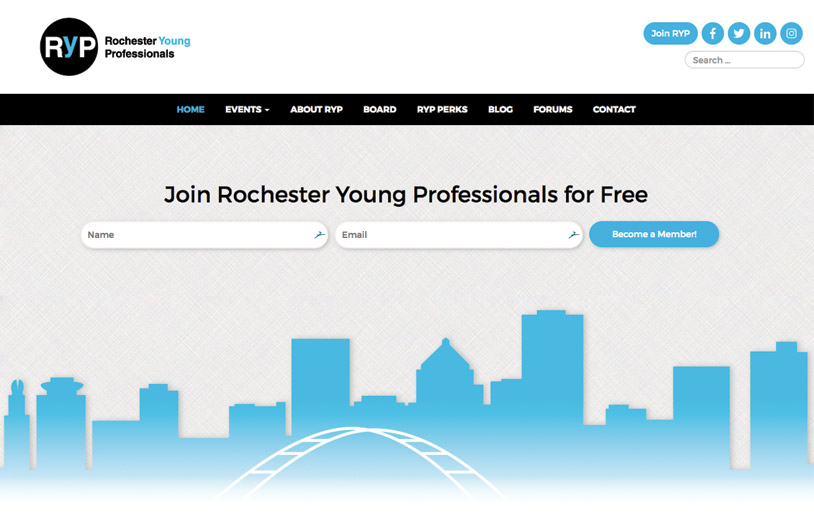 RYP
Rochester Young
Professionals
Join RYP
Search ...
HOME EVENTS ABOUT RYP BOARD RYP PERKS BLOG FORUMS CONTACT
Join Rochester Young Professionals for Free
Name Email Become a Member!